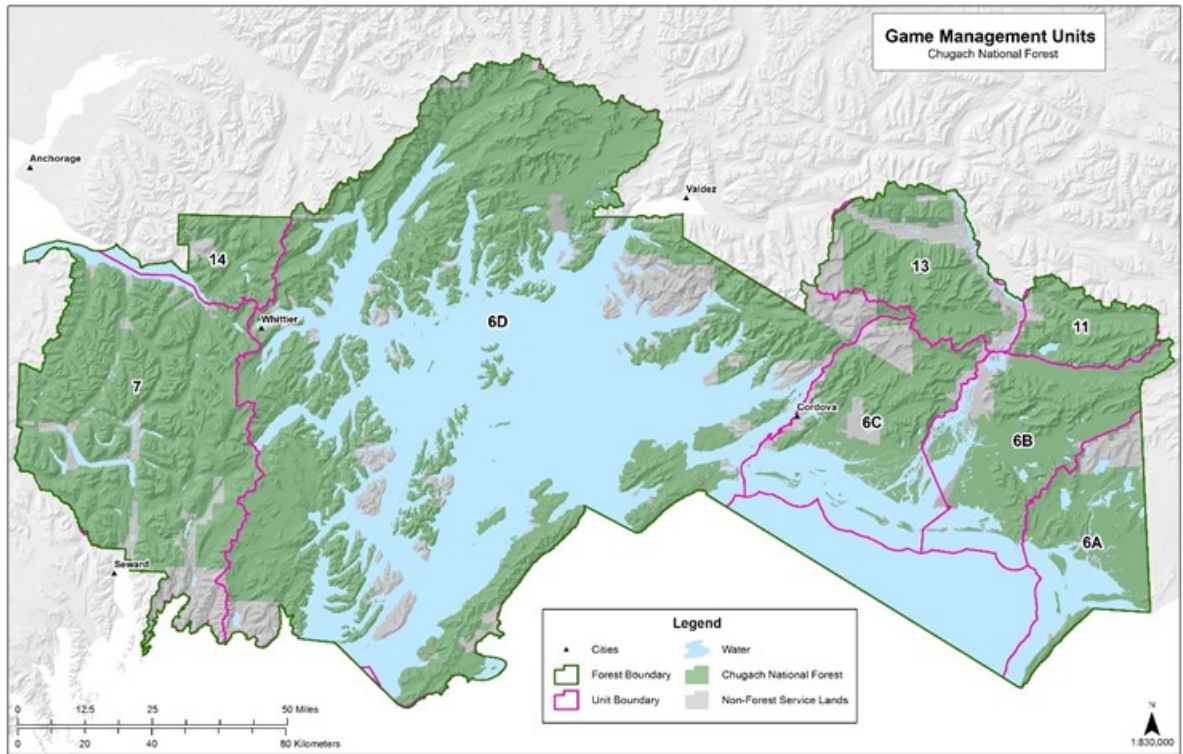 Game Management Units
Chugach National Forest
Anchorage
Valdez
14
13
Whittier
6D
11
7
Cordova
6C
6B
6A
Seward
Legend
Cities
Water
Forest Boundary
Chugach National Forest
Unit Boundary
Non-Forest Service Lands
0 12.5 25 50 Miles
0 20 40 80 Kilometers
N
1:830,000